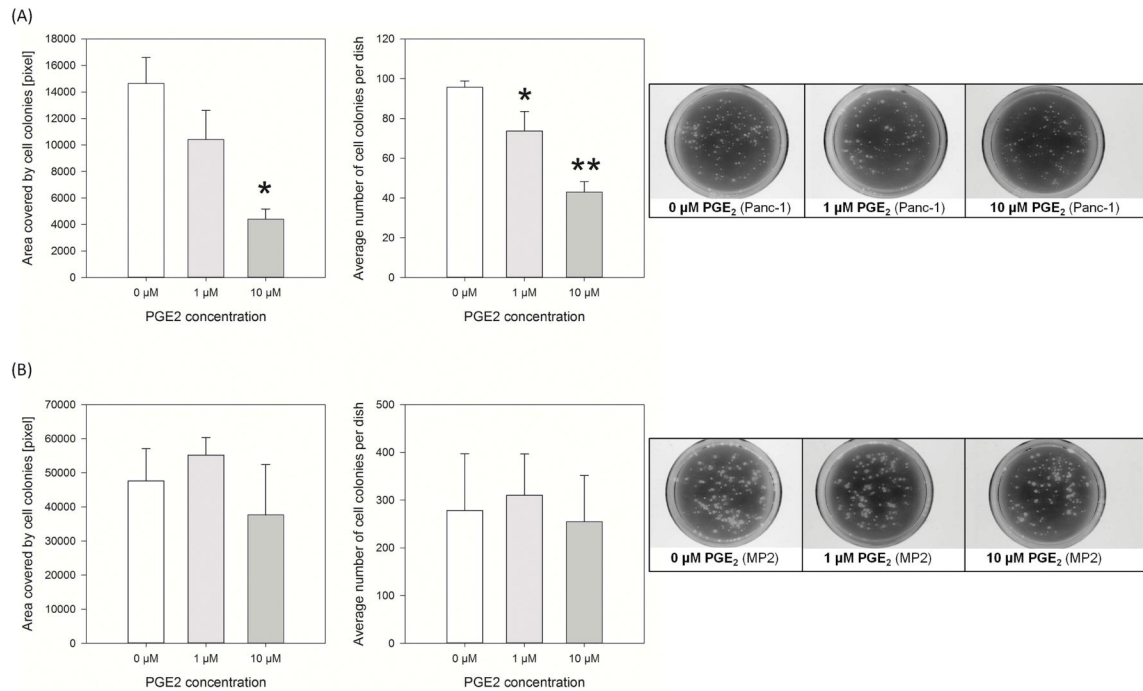 (A)
Area covered by cell colonies [pixel]
18000
16000
14000
12000
10000
8000
6000
4000
2000
0
*
0 µM 1 µM 10 µM
PGE2 concentration
Average number of cell colonies per dish
120
100
80
60
40
20
0
*
**
0 µM 1 µM 10 µM
PGE2 concentration
0 µM PGE₂ (Panc-1) 1 µM PGE₂ (Panc-1) 10 µM PGE₂ (Panc-1)
(B)
Area covered by cell colonies [pixel]
70000
60000
50000
40000
30000
20000
10000
0
0 µM 1 µM 10 µM
PGE2 concentration
Average number of cell colonies per dish
500
400
300
200
100
0
0 µM 1 µM 10 µM
PGE2 concentration
0 µM PGE₂ (MP2) 1 µM PGE₂ (MP2) 10 µM PGE₂ (MP2)